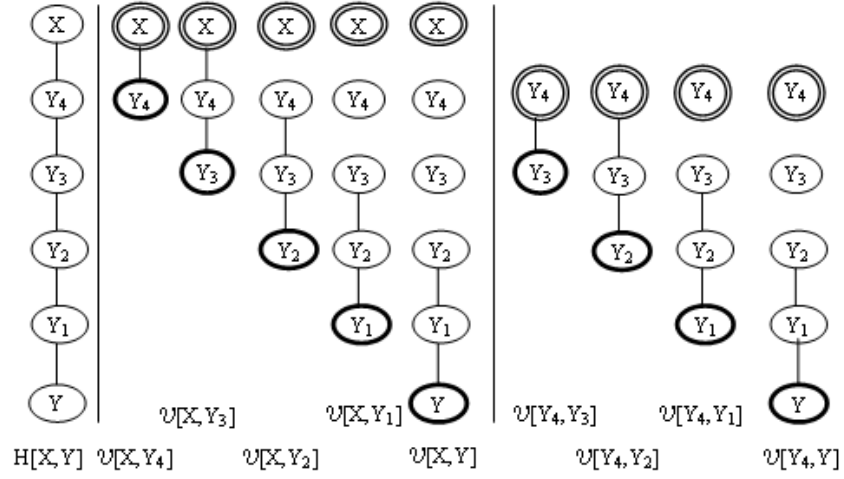 X X X X X X
Y₄ Y₄ Y₄ Y₄ Y₄ Y₄ Y₄ Y₄ Y₄ Y₄
Y₃ Y₃ Y₃ Y₃ Y₃ Y₃ Y₃ Y₃ Y₃
Y₂ Y₂ Y₂ Y₂ Y₂ Y₂ Y₂
Y₁ Y₁ Y₁ Y₁ Y₁
Y Y Y
𝒰[X,Y₃] 𝒰[X,Y₁] 𝒰[Y₄,Y₃] 𝒰[Y₄,Y₁]
H[X,Y] 𝒰[X,Y₄] 𝒰[X,Y₂] 𝒰[X,Y] 𝒰[Y₄,Y₂] 𝒰[Y₄,Y]